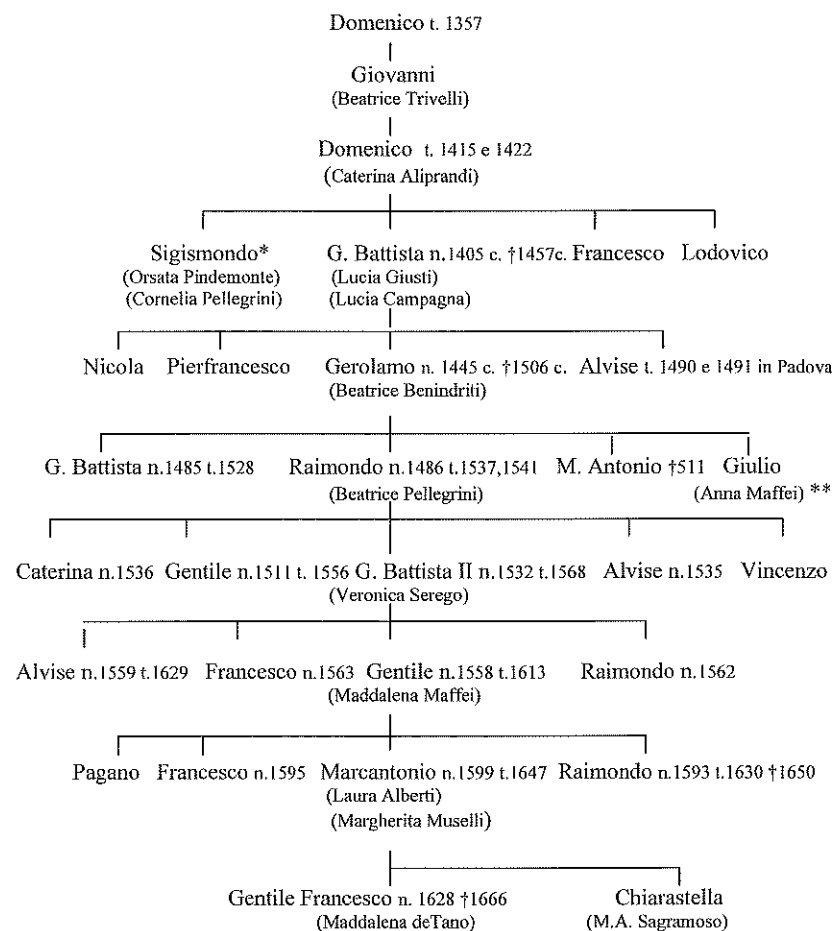 Domenico t. 1357
Giovanni
(Beatrice Trivelli)
Domenico t. 1415 e 1422
(Caterina Aliprandi)
Sigismondo* G. Battista n.1405 c. †1457c. Francesco Lodovico
(Orsata Pindemonte) (Lucia Giusti)
(Cornelia Pellegrini) (Lucia Campagna)
Nicola Pierfrancesco Gerolamo n. 1445 c. †1506 c. Alvise t. 1490 e 1491 in Padova
(Beatrice Benindriti)
G. Battista n.1485 t.1528 Raimondo n.1486 t.1537,1541 M. Antonio †511 Giulio
(Beatrice Pellegrini) (Anna Maffei) **
Caterina n.1536 Gentile n.1511 t. 1556 G. Battista II n.1532 t.1568 Alvise n.1535 Vincenzo
(Veronica Serego)
Alvise n.1559 t.1629 Francesco n.1563 Gentile n.1558 t.1613 Raimondo n.1562
(Maddalena Maffei)
Pagano Francesco n.1595 Marcantonio n.1599 t.1647 Raimondo n.1593 t.1630 †1650
(Laura Alberti)
(Margherita Muselli)
Gentile Francesco n. 1628 †1666 Chiarastella
(Maddalena deTano) (M.A. Sagramoso)